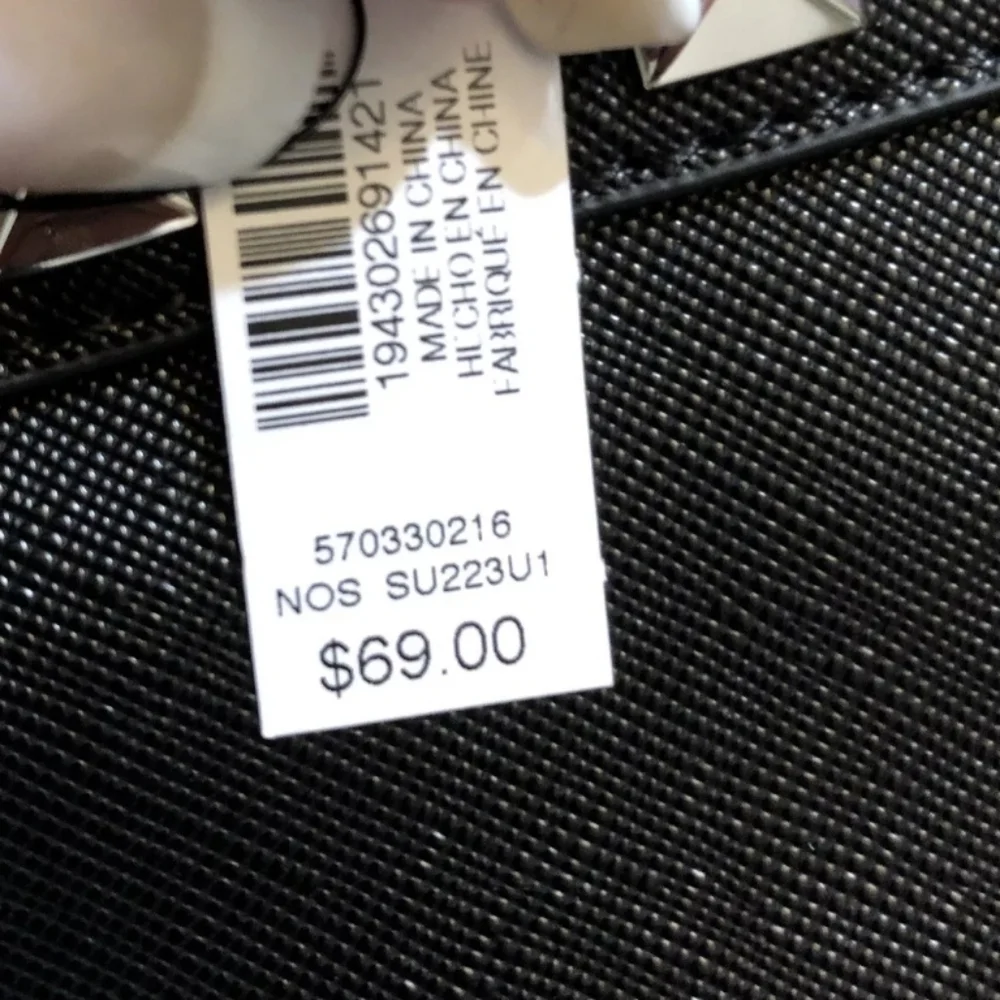 194302691421
MADE IN CHINA
HECHO EN CHINA
FABRIQUÉ EN CHINE
570330216
NOS SU223U1
$69.00